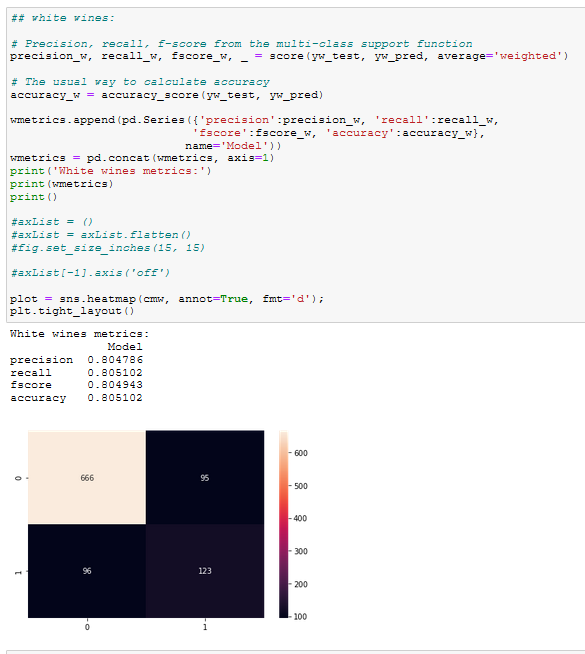 ## white wines:
# Precision, recall, f-score from the multi-class support function
precision_w, recall_w, fscore_w, _ = score(yw_test, yw_pred, average='weighted')
# The usual way to calculate accuracy
accuracy_w = accuracy_score(yw_test, yw_pred)
wmetrics.append(pd.Series({'precision':precision_w, 'recall':recall_w,
'fscore':fscore_w, 'accuracy':accuracy_w},
name='Model'))
wmetrics = pd.concat(wmetrics, axis=1)
print('White wines metrics:')
print(wmetrics)
print()
#axList = ()
#axList = axList.flatten()
#fig.set_size_inches(15, 15)
#axList[-1].axis('off')
plot = sns.heatmap(cmw, annot=True, fmt='d');
plt.tight_layout()
White wines metrics:
Model
precision 0.804786
recall 0.805102
fscore 0.804943
accuracy 0.805102
0
666
95
1
96
123
0
1
600
500
400
300
200
100